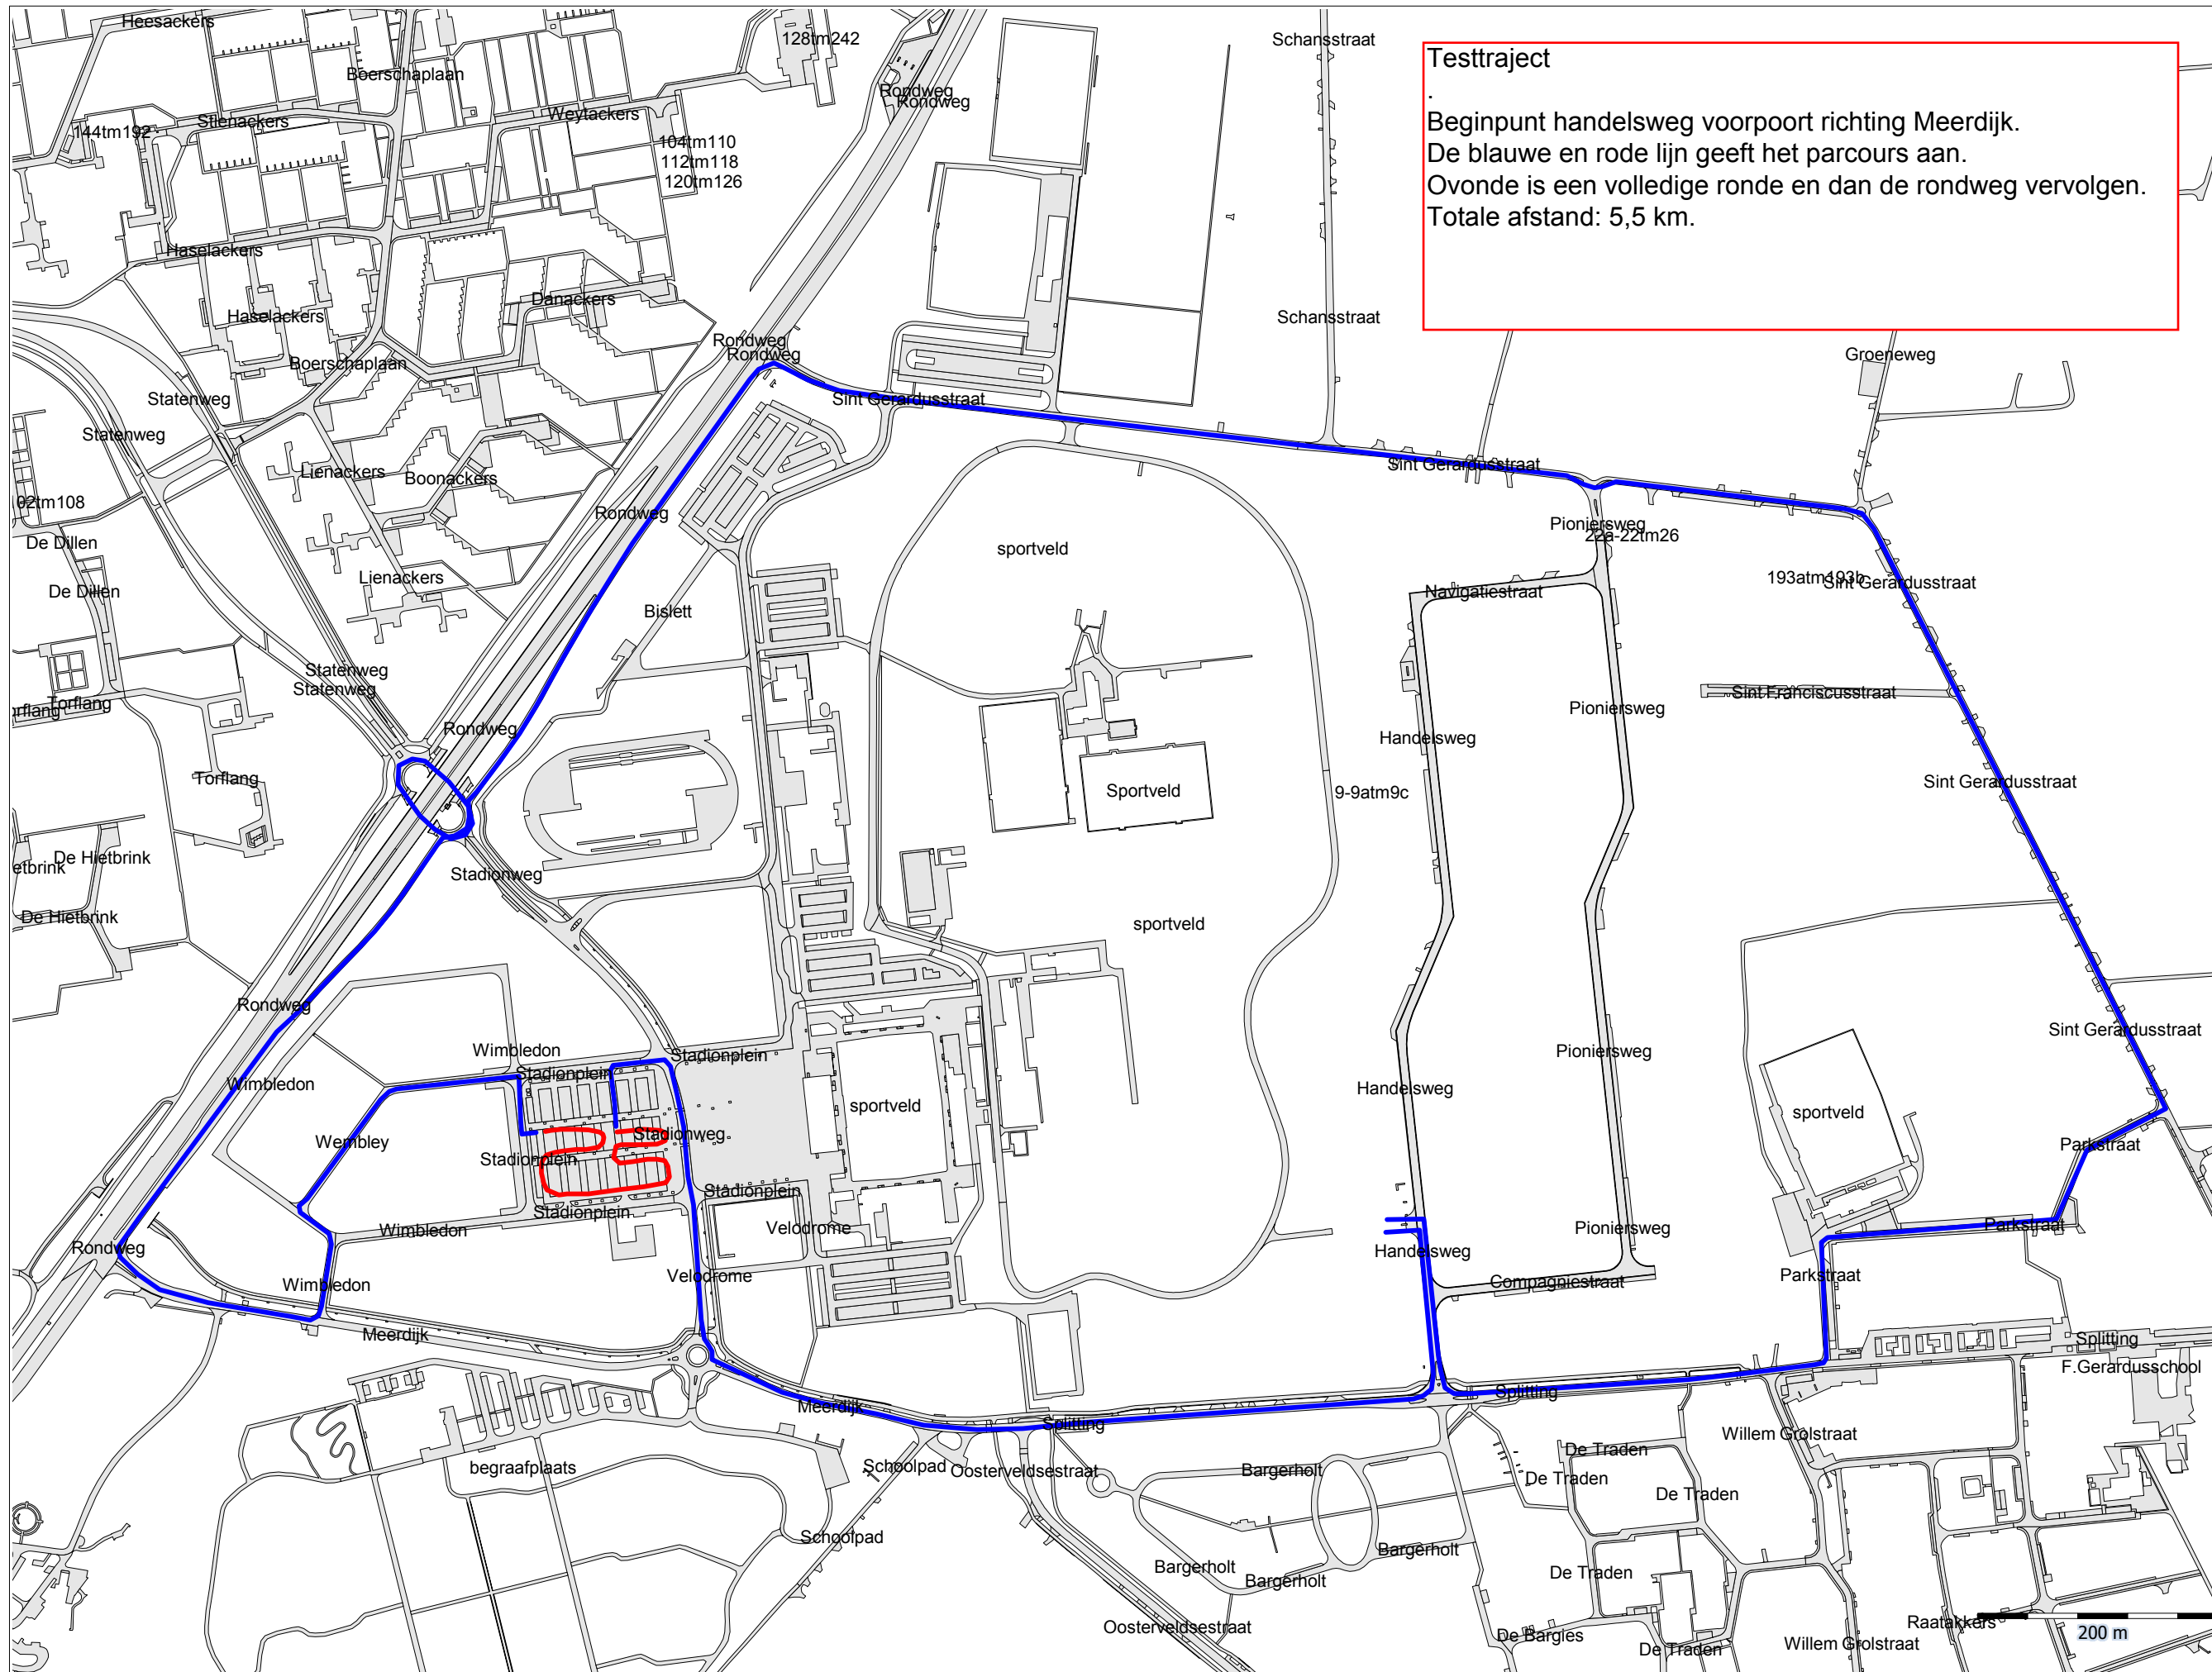 Heesackers
128tm242
Schansstraat
Testtraject
.
Beginpunt handelsweg voorpoort richting Meerdijk.
De blauwe en rode lijn geeft het parcours aan.
Ovonde is een volledige ronde en dan de rondweg vervolgen.
Totale afstand: 5,5 km.
Boerschaplaan
Rondweg
Rondweg
Weytackers
Stienackers
144tm192
104tm110
112tm118
120tm126
Haselackers
Danackers
Haselackers
Schansstraat
Rondweg
Rondweg
Groeneweg
Boerschaplaan
Statenweg
Sint Gerardusstraat
Statenweg
Lienackers
Boonackers
Sint Gerardusstraat
02tm108
Rondweg
Pioniersweg
22a-22tm26
De Dillen
sportveld
Lienackers
193atm193b
Sint Gerardusstraat
De Dillen
Navigatiestraat
Bislett
Statenweg
Statenweg
Sint Franciscusstraat
Torflang
rflang
Pioniersweg
Rondweg
Handelsweg
Torflang
Sint Gerardusstraat
Sportveld
9-9atm9c
De Hietbrink
etbrink
Stadionweg
De Hietbrink
sportveld
Rondweg
Sint Gerardusstraat
Wimbledon
Stadionplein
Pioniersweg
Stadionplein
Wimbledon
Handelsweg
sportveld
sportveld
Stadionweg
Wembley
Parkstraat
Stadionplein
Stadionplein
Stadionplein
Velodrome
Wimbledon
Pioniersweg
Parkstraat
Rondweg
Handelsweg
Velodrome
Parkstraat
Wimbledon
Compagniestraat
Meerdijk
Splitting
F.Gerardusschool
Splitting
Meerdijk
Splitting
Willem Grolstraat
De Traden
begraafplaats
Schoolpad
Oosterveldsestraat
Bargerholt
De Traden
De Traden
Schoolpad
Bargerholt
Bargerholt
De Traden
Bargerholt
Oosterveldsestraat
Raatakkers
De Bargies
De Traden
Willem Grolstraat
200 m